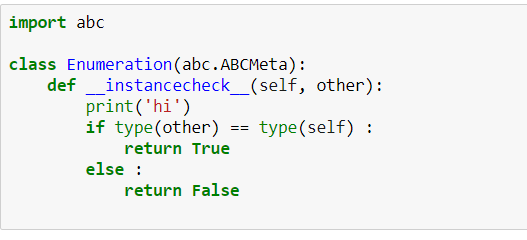 import abc
class Enumeration(abc.ABCMeta):
    def __instancecheck__(self, other):
        print('hi')
        if type(other) == type(self) :
            return True
        else :
            return False